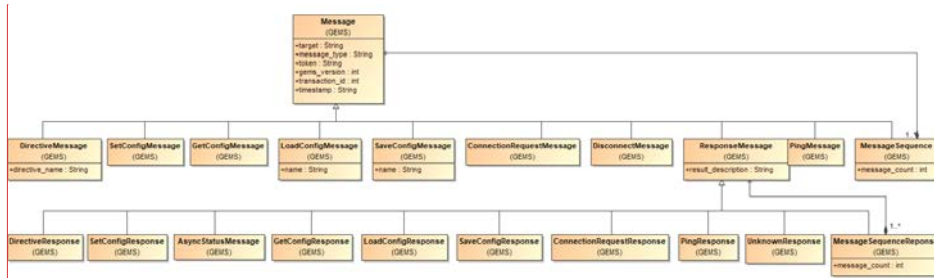 Message
(GEMS)
+target : String
+message_type : String
+token : String
+gems_version : int
+transaction_id : int
+timestamp : String
1..*
DirectiveMessage
(GEMS)
+directive_name : String
SetConfigMessage
(GEMS)
GetConfigMessage
(GEMS)
LoadConfigMessage
(GEMS)
+name : String
SaveConfigMessage
(GEMS)
+name : String
ConnectionRequestMessage
(GEMS)
DisconnectMessage
(GEMS)
ResponseMessage
(GEMS)
+result_description : String
PingMessage
(GEMS)
MessageSequence
(GEMS)
+message_count : int
1..*
DirectiveResponse
(GEMS)
SetConfigResponse
(GEMS)
AsyncStatusMessage
(GEMS)
GetConfigResponse
(GEMS)
LoadConfigResponse
(GEMS)
SaveConfigResponse
(GEMS)
ConnectionRequestResponse
(GEMS)
PingResponse
(GEMS)
UnknownResponse
(GEMS)
MessageSequenceReponse
(GEMS)
+message_count : int